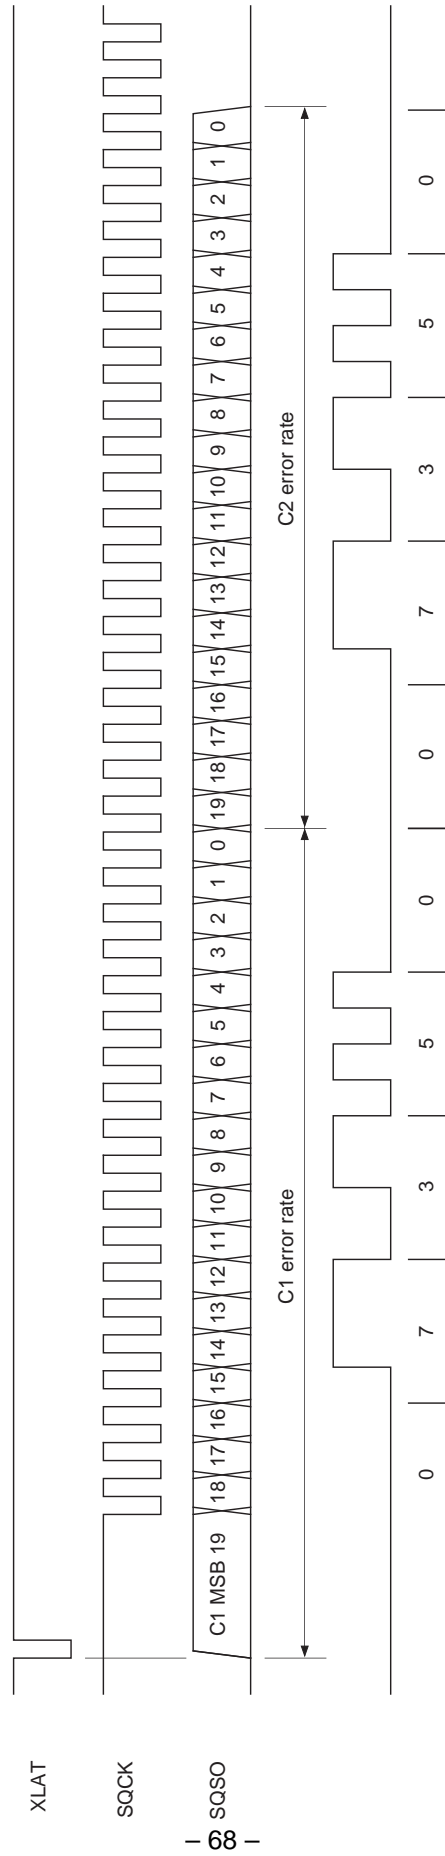 XLAT
SQCK
SQSO
C1 MSB 19 18 17 16 15 14 13 12 11 10 9 8 7 6 5 4 3 2 1 0 19 18 17 16 15 14 13 12 11 10 9 8 7 6 5 4 3 2 1 0
C1 error rate
C2 error rate
0 7 3 5 0 0 7 3 5 0
– 68 –